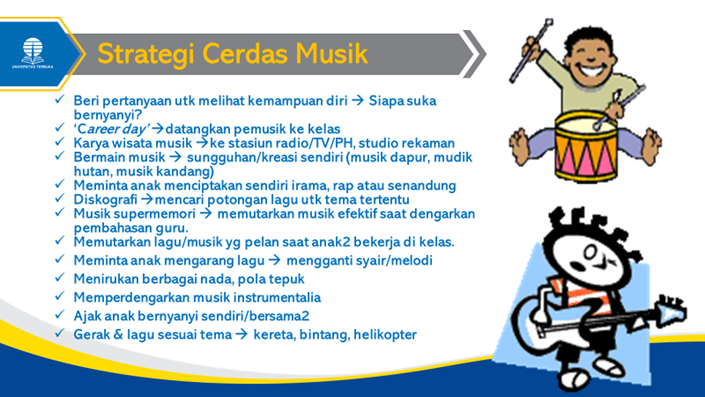 UNIVERSITAS TERBUKA
Strategi Cerdas Musik
✓ Beri pertanyaan utk melihat kemampuan diri → Siapa suka
bernyanyi?
✓ ‘Career day’ →datangkan pemusik ke kelas
✓ Karya wisata musik →ke stasiun radio/TV/PH, studio rekaman
✓ Bermain musik → sungguhan/kreasi sendiri (musik dapur, mudik
hutan, musik kandang)
✓ Meminta anak menciptakan sendiri irama, rap atau senandung
✓ Diskografi →mencari potongan lagu utk tema tertentu
✓ Musik supermemori → memutarkan musik efektif saat dengarkan
pembahasan guru.
✓ Memutarkan lagu/musik yg pelan saat anak2 bekerja di kelas.
✓ Meminta anak mengarang lagu → mengganti syair/melodi
✓ Menirukan berbagai nada, pola tepuk
✓ Memperdengarkan musik instrumentalia
✓ Ajak anak bernyanyi sendiri/bersama2
✓ Gerak & lagu sesuai tema → kereta, bintang, helikopter